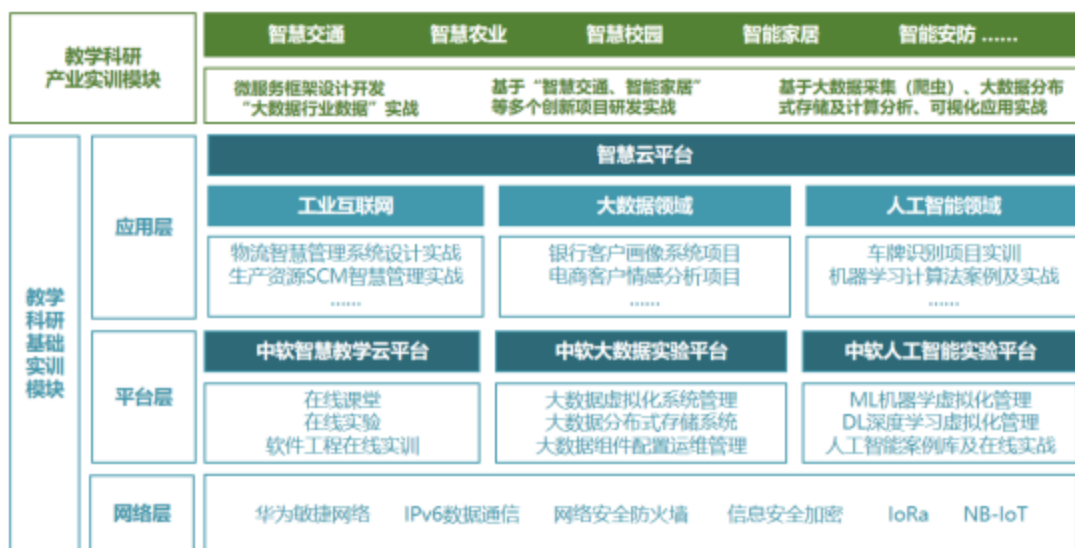 教学科研
产业实训模块
智慧交通 智慧农业 智慧校园 智能家居 智能安防 ......
微服务框架设计开发
“大数据行业数据”实战
基于“智慧交通、智能家居”
等多个创新项目研发实战
基于大数据采集（爬虫）、大数据分布
式存储及计算分析、可视化应用实战
教学
科研
基础
实训
模块
应用层
智慧云平台
工业互联网
物流智慧管理系统设计实战
生产资源SCM智慧管理实战
......
大数据领域
银行客户画像系统项目
电商客户情感分析项目
......
人工智能领域
车牌识别项目实训
机器学习计算法案例及实战
......
平台层
中软智慧教学云平台
在线课堂
在线实验
软件工程在线实训
中软大数据实验平台
大数据虚拟化系统管理
大数据分布式存储系统
大数据组件配置运维管理
中软人工智能实验平台
ML机器学虚拟化管理
DL深度学习虚拟化管理
人工智能案例库及在线实战
网络层
华为敏捷网络 IPv6数据通信 网络安全防火墙 信息安全加密 loRa NB-IoT